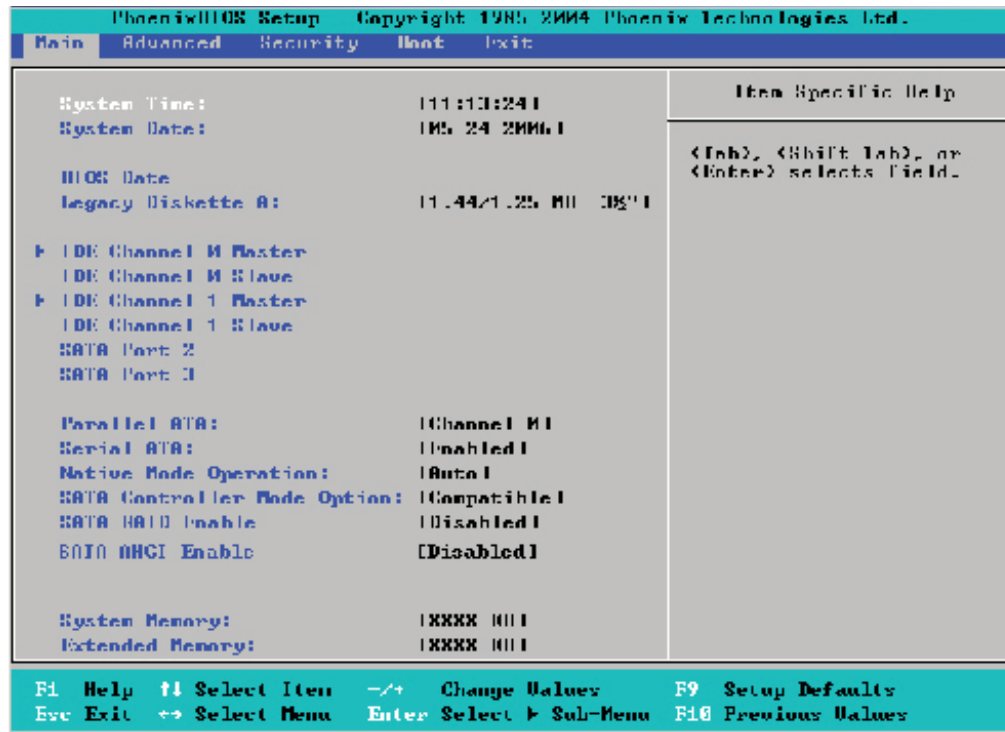 PhoenixBIOS Setup Copyright 1985 2004 Phoenix Technologies Ltd.
Main Advanced Security Boot Exit
System Time: [11:13:24]
System Date: [05 24 2006]
BIOS Date
Legacy Diskette A: [1.44/1.25 MB 3½"]
IDE Channel 0 Master
IDE Channel 0 Slave
IDE Channel 1 Master
IDE Channel 1 Slave
SATA Port 2
SATA Port 3
Parallel ATA: [Channel 0]
Serial ATA: [Enabled]
Native Mode Operation: [Auto]
SATA Controller Mode Option: [Compatible]
SATA RAID Enable [Disabled]
SATA AHCI Enable [Disabled]
System Memory: [XXXX KB]
Extended Memory: [XXXX KB]
Item Specific Help
<Tab>, <Shift Tab>, or
<Enter> selects field.
F1 Help ↑↓ Select Item -/+ Change Values F9 Setup Defaults
Esc Exit ↔ Select Menu Enter Select ▶ Sub-Menu F10 Previous Values